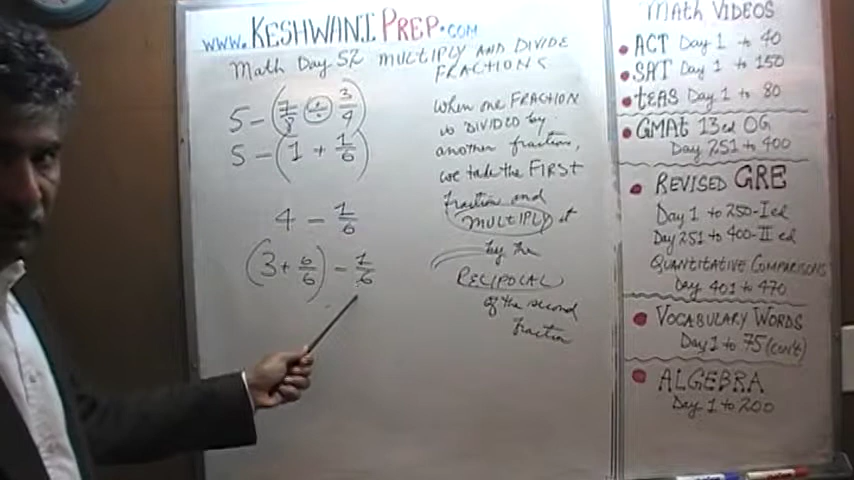 www.KESHWANIPREP.COM
Math Day 52 MULTIPLY AND DIVIDE
FRACTIONS
5 - (7/8 ÷ 3/4)
5 - (1 + 1/6)
4 - 1/6
(3 + 6/6) - 1/6
when one FRACTION
is DIVIDED by
another fraction,
we take the FIRST
fraction and
MULTIPLY it
by the
RECIPOCAL
of the second
fraction
Math VIDEOS
ACT Day 1 to 40
SAT Day 1 to 150
tEAS Day 1 to 80
GMAt 13 ed OG
Day 251 to 400
REVISED GRE
Day 1 to 250-I ed
Day 251 to 400-II ed
QUANTITATIVE COMPARISONS
Day 401 to 470
VOCABULARY WORDS
Day 1 to 75 (con't)
ALGEBRA
Day 1 to 200